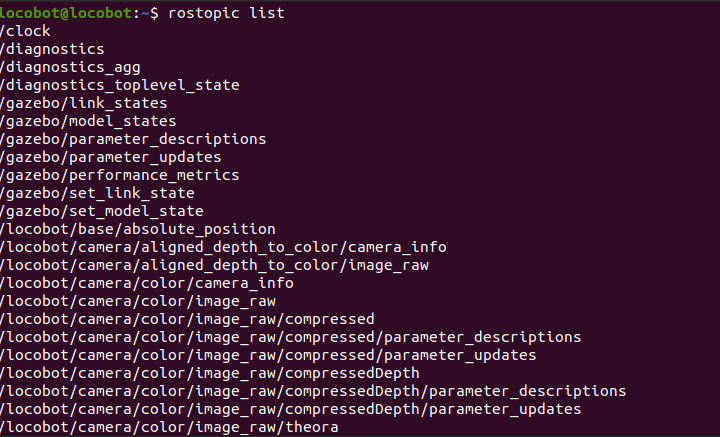 locobot@locobot:~$ rostopic list
/clock
/diagnostics
/diagnostics_agg
/diagnostics_toplevel_state
/gazebo/link_states
/gazebo/model_states
/gazebo/parameter_descriptions
/gazebo/parameter_updates
/gazebo/performance_metrics
/gazebo/set_link_state
/gazebo/set_model_state
/locobot/base/absolute_position
/locobot/camera/aligned_depth_to_color/camera_info
/locobot/camera/aligned_depth_to_color/image_raw
/locobot/camera/color/camera_info
/locobot/camera/color/image_raw
/locobot/camera/color/image_raw/compressed
/locobot/camera/color/image_raw/compressed/parameter_descriptions
/locobot/camera/color/image_raw/compressed/parameter_updates
/locobot/camera/color/image_raw/compressedDepth
/locobot/camera/color/image_raw/compressedDepth/parameter_descriptions
/locobot/camera/color/image_raw/compressedDepth/parameter_updates
/locobot/camera/color/image_raw/theora